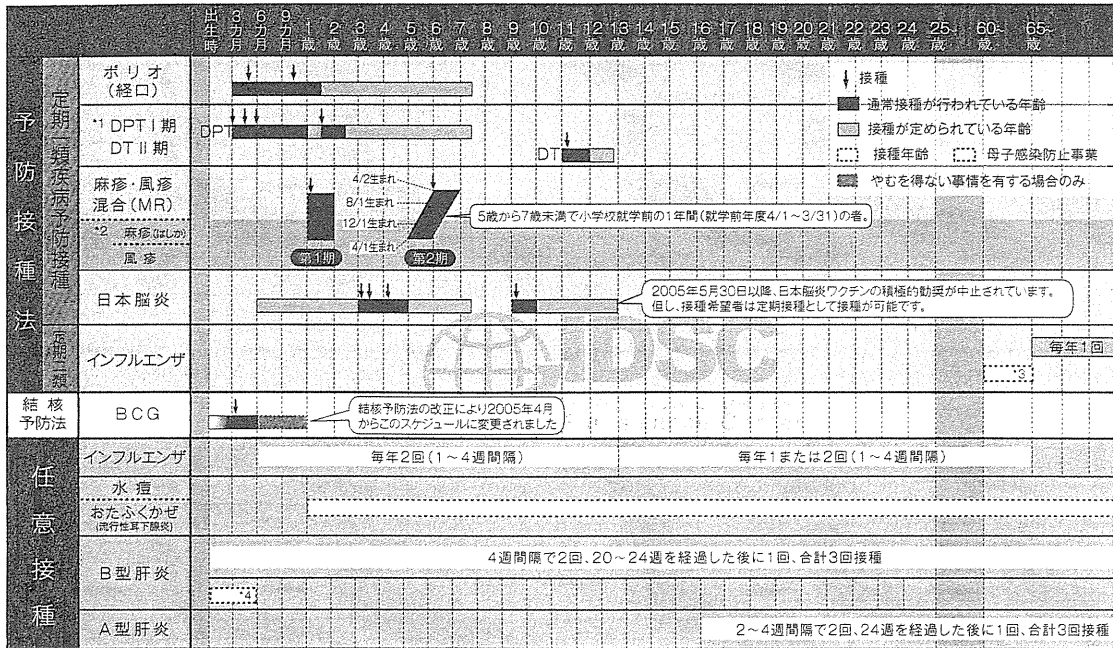 出生時 3カ月 6カ月 9カ月 1歳 2歳 3歳 4歳 5歳 6歳 7歳 8歳 9歳 10歳 11歳 12歳 13歳 14歳 15歳 16歳 17歳 18歳 19歳 20歳 21歳 22歳 23歳 24歳 25~歳 60~歳 65~歳
予防接種法
定期一類疾病予防接種
ポリオ
(経口)
↓接種
通常接種が行われている年齢
接種が定められている年齢
接種年齢 母子感染防止事業
やむを得ない事情を有する場合のみ
*1 DPT Ⅰ期
DT Ⅱ期
DPT
DT
麻疹・風疹
混合(MR)
*2 麻疹(はしか)
風疹
4/2生まれ
8/1生まれ
12/1生まれ
4/1生まれ
第1期 第2期
5歳から7歳未満で小学校就学前の1年間(就学前年度4/1~3/31)の者。
日本脳炎
2005年5月30日以降、日本脳炎ワクチンの積極的勧奨が中止されています。
但し、接種希望者は定期接種として接種が可能です。
IDSC
定期二類
インフルエンザ
毎年1回
*3
結核
予防法
BCG
結核予防法の改正により2005年4月
からこのスケジュールに変更されました
任意接種
インフルエンザ
毎年2回(1~4週間隔)
毎年1または2回(1~4週間隔)
水痘
おたふくかぜ
(流行性耳下腺炎)
B型肝炎
4週間隔で2回、20~24週を経過した後に1回、合計3回接種
*4
A型肝炎
2~4週間隔で2回、24週を経過した後に1回、合計3回接種